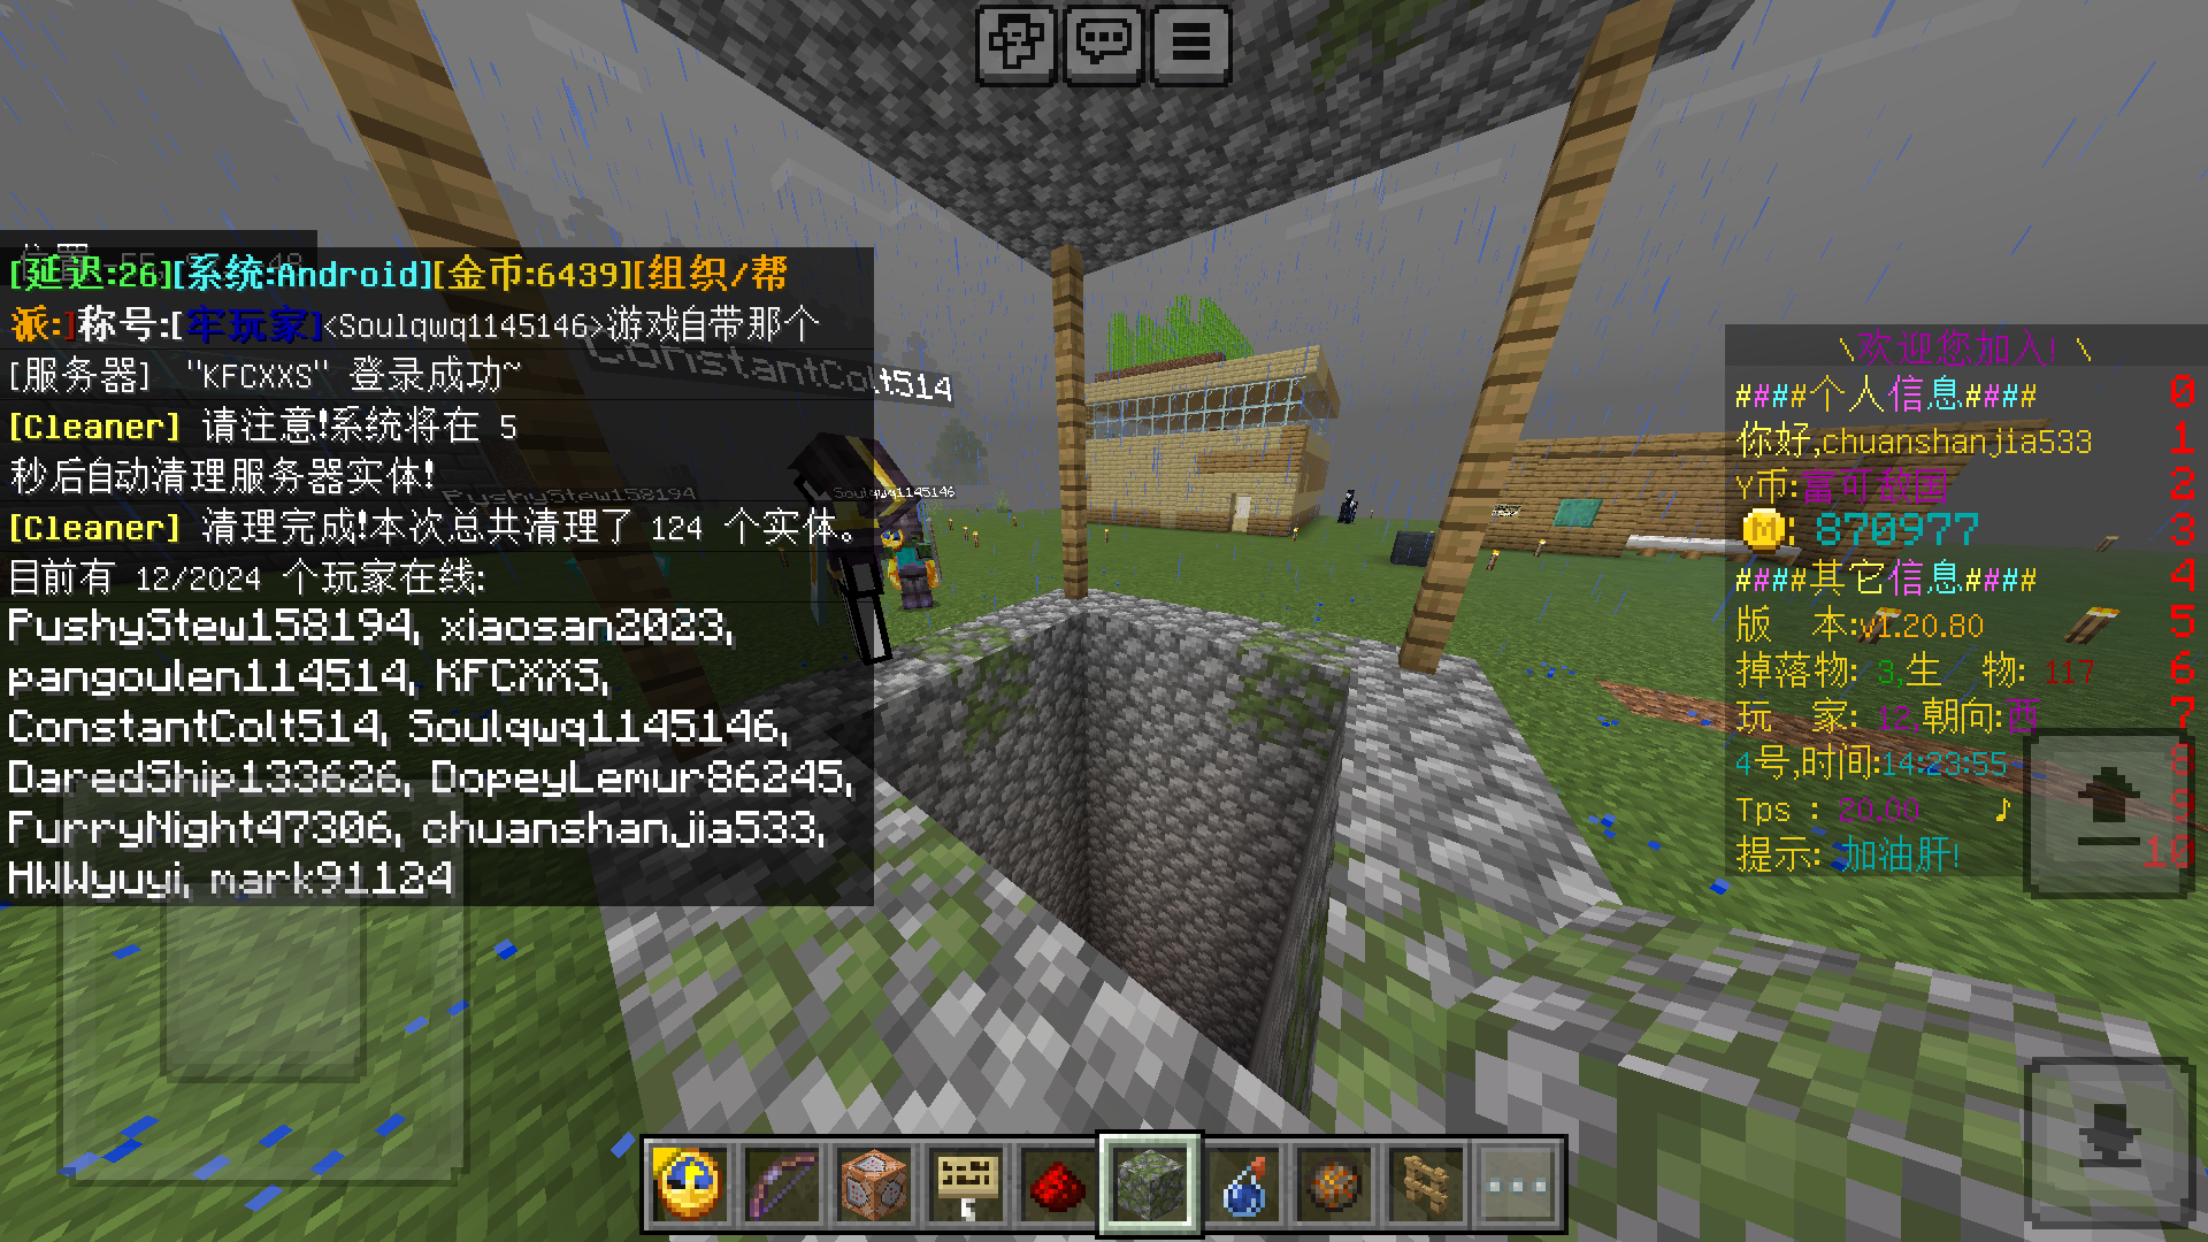 [延迟:26][系统:Android][金币:6439][组织/帮
派:]称号:[牢玩家]<Soulqwq1145146>游戏自带那个
[服务器] "KFCXXS" 登录成功~
[Cleaner] 请注意!系统将在 5
秒后自动清理服务器实体!
[Cleaner] 清理完成!本次总共清理了 124 个实体。
目前有 12/2024 个玩家在线:
PushyStew158194, xiaosan2023,
pangoulen114514, KFCXXS,
ConstantColt514, Soulqwq1145146,
DaredShip133626, DopeyLemur86245,
FurryNight47306, chuanshanjia533,
HWWyuyi, mark91124
ConstantColt514
PushyStew158194
Soulqwq1145146
\欢迎您加入! \
####个人信息#### 0
你好,chuanshanjia533 1
Y币:富可敌国 2
M: 870977 3
####其它信息#### 4
版 本:v1.20.80 5
掉落物: 3,生 物: 117 6
玩 家: 12,朝向:西 7
4号,时间:14:23:55 8
Tps : 20.00 ♪ 9
提示: 加油肝! 10